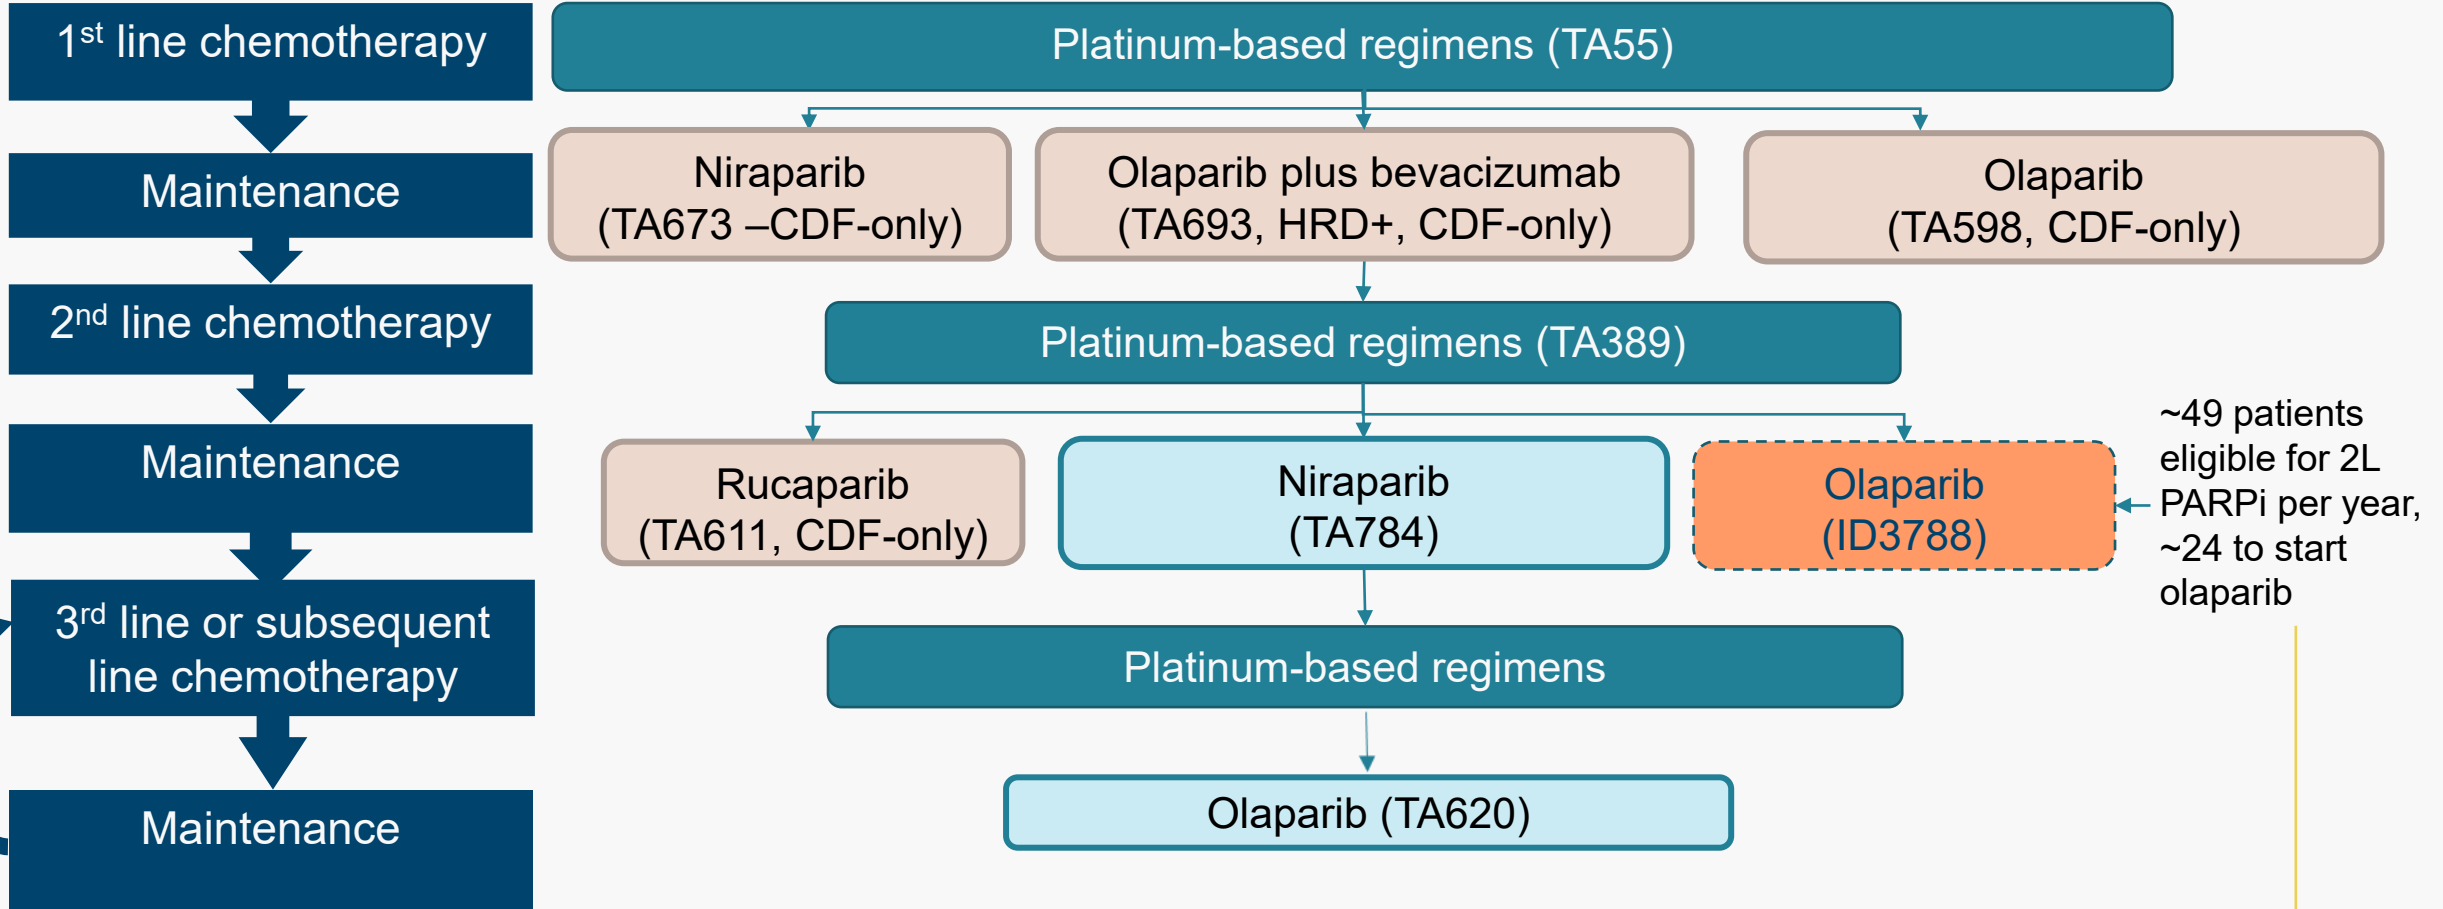 1st line chemotherapy
Platinum-based regimens (TA55)
Maintenance
Niraparib
(TA673 –CDF-only)
Olaparib plus bevacizumab
(TA693, HRD+, CDF-only)
Olaparib
(TA598, CDF-only)
2nd line chemotherapy
Platinum-based regimens (TA389)
Maintenance
Rucaparib
(TA611, CDF-only)
Niraparib
(TA784)
Olaparib
(ID3788)
~49 patients
eligible for 2L
PARPi per year,
~24 to start
olaparib
3rd line or subsequent
line chemotherapy
Platinum-based regimens
Maintenance
Olaparib (TA620)